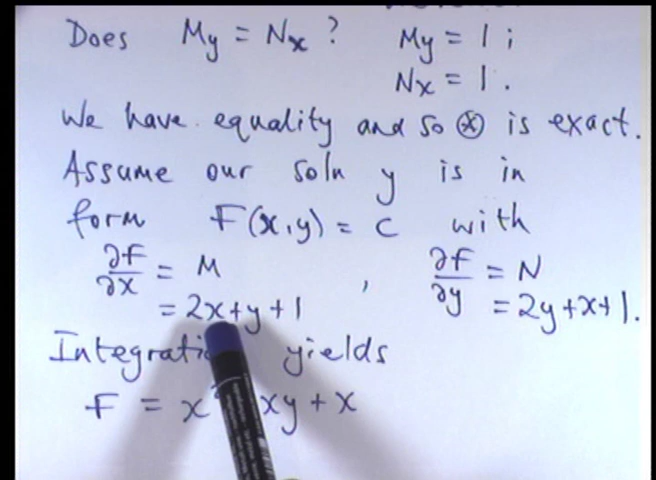 Does My = Nx ? My = 1 ;
Nx = 1 .
We have equality and so ⊛ is exact.
Assume our soln y is in
form F(x,y) = C with
∂F/∂x = M , ∂F/∂y = N
= 2x+y+1 = 2y+x+1.
yields
F = x xy + x